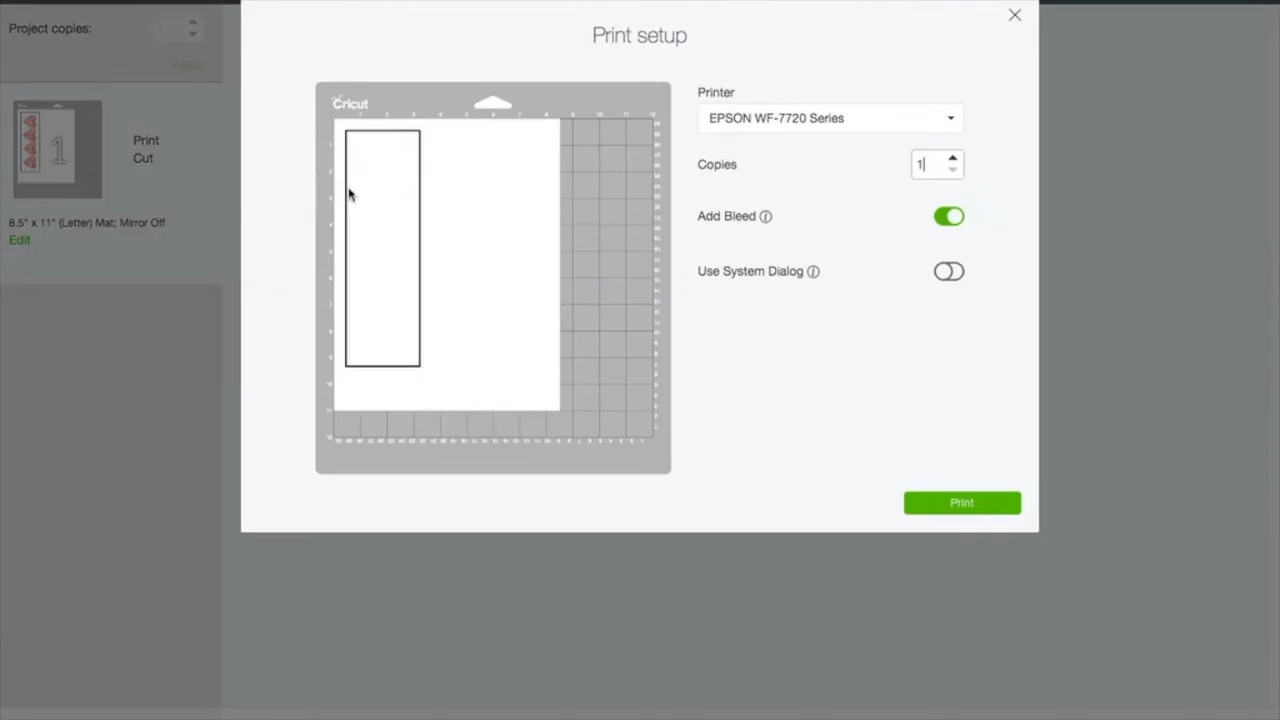 Project copies:
Apply
Print
Cut
8.5" x 11" (Letter) Mat; Mirror Off
Edit
Print setup
Cricut
Printer
EPSON WF-7720 Series
Copies
1
Add Bleed
Use System Dialog
Print